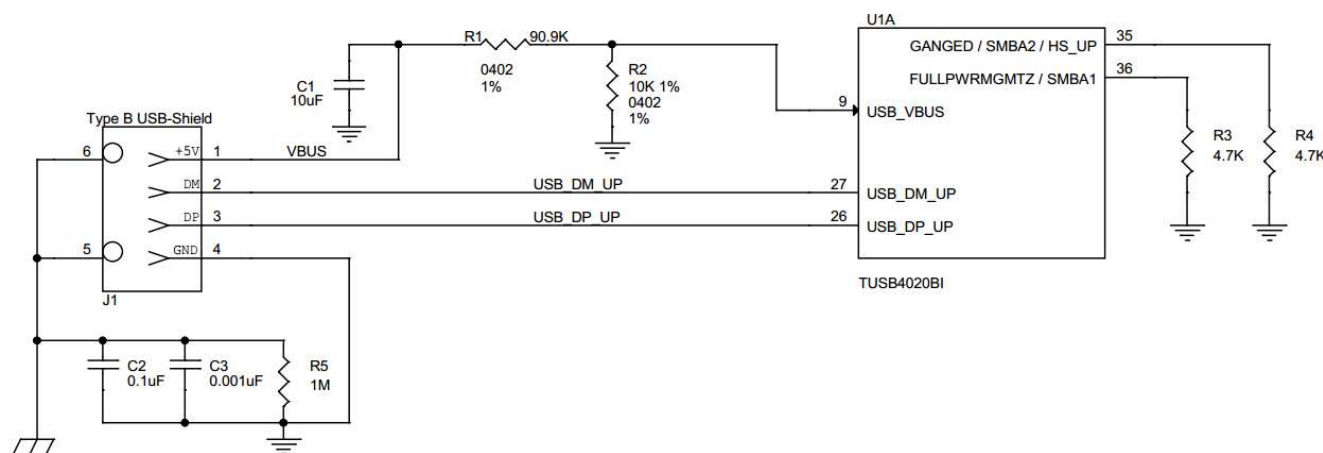 U1A
R1 90.9K
0402
1%
C1
10uF
R2
10K 1%
0402
1%
GANGED / SMBA2 / HS_UP 35
FULLPWRMGMTZ / SMBA1 36
9 USB_VBUS
R3
4.7K
R4
4.7K
Type B USB-Shield
6 +5V 1 VBUS
DM 2 USB_DM_UP 27 USB_DM_UP
DP 3 USB_DP_UP 26 USB_DP_UP
5 GND 4
J1
TUSB4020BI
C2
0.1uF
C3
0.001uF
R5
1M